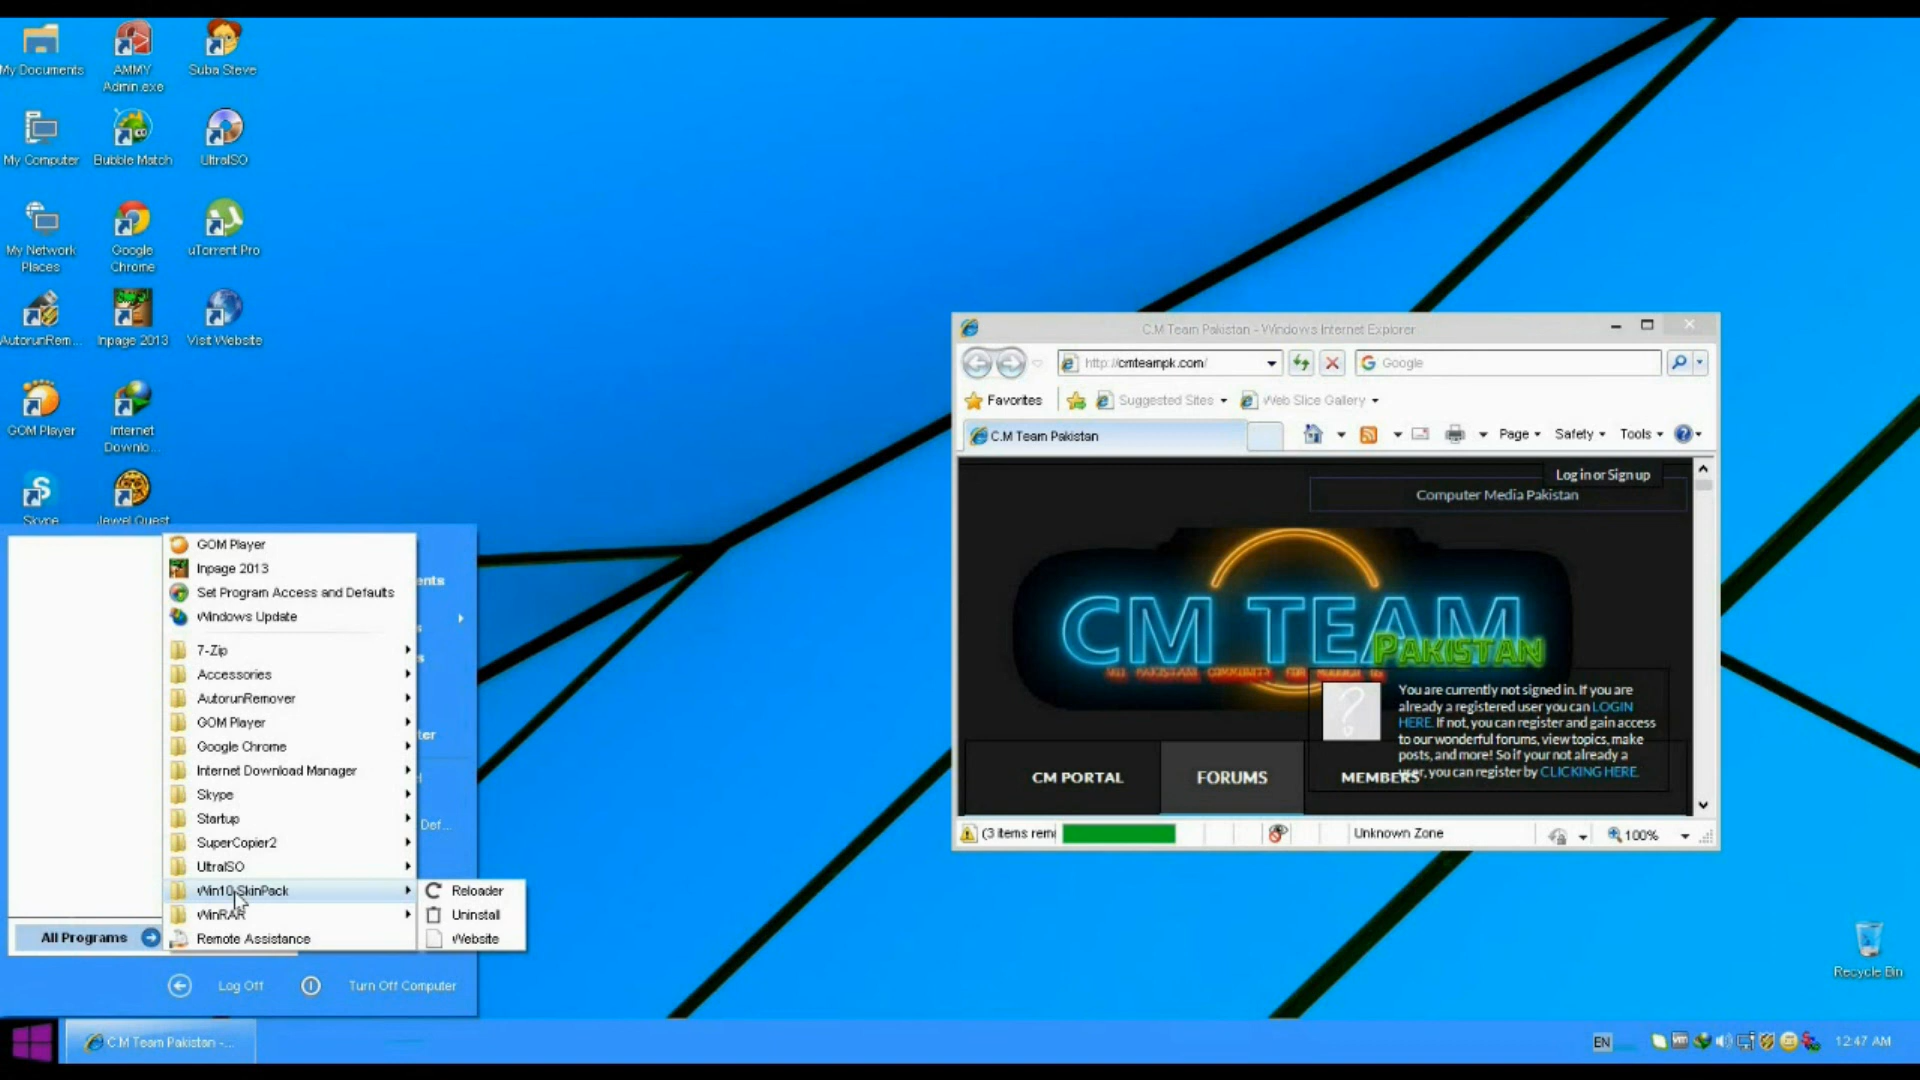 My Documents
AMMY
Admin.exe
Suba Steve
My Computer
Bubble Match
UltraISO
My Network
Places
Google
Chrome
uTorrent Pro
AutorunRem...
Inpage 2013
Visit Website
GOM Player
Internet
Downlo...
Skype
Jewel Quest
GOM Player
Inpage 2013
Set Program Access and Defaults
Windows Update
7-Zip
Accessories
AutorunRemover
GOM Player
Google Chrome
Internet Download Manager
Skype
Startup
SuperCopier2
UltraISO
Win10 SkinPack
WinRAR
Remote Assistance
Reloader
Uninstall
Website
ents
s
s
ter
Def...
All Programs
Log Off
Turn Off Computer
C.M Team Pakistan - Windows Internet Explorer
http://cmteampk.com/
Google
Favorites
Suggested Sites
Web Slice Gallery
C.M Team Pakistan
Page
Safety
Tools
Log in or Sign up
Computer Media Pakistan
CM TEAM
PAKISTAN
You are currently not signed in. If you are
already a registered user you can LOGIN
HERE. If not, you can register and gain access
to our wonderful forums, view topics, make
posts, and more! So if your not already a
user, you can register by CLICKING HERE.
CM PORTAL
FORUMS
MEMBERS
(3 items rem
Unknown Zone
100%
Recycle Bin
C.M Team Pakistan -...
EN
12:47 AM